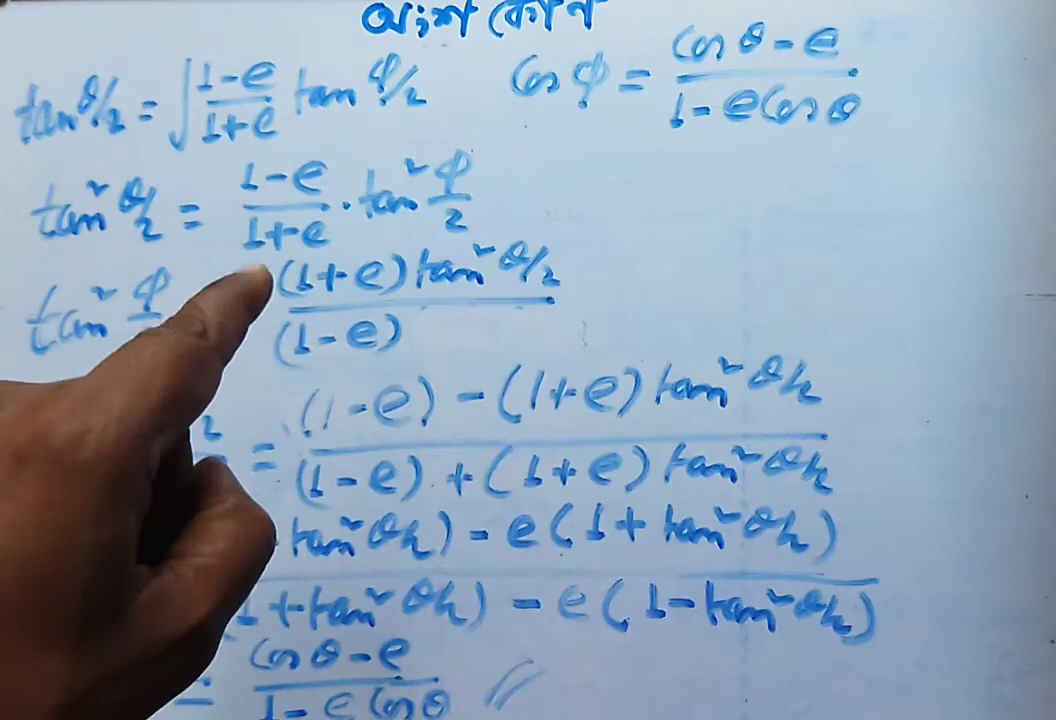 অংশ কোণ
tan θ/2 = √((1-e)/(1+e)) tan φ/2    Cos φ = (Cos θ - e)/(1 - e Cos θ)
tan² θ/2 = (1-e)/(1+e) . tan² φ/2
tan² φ (1+e) tan² θ/2 / (1-e)
2 = ((1-e) - (1+e) tan² θ/2) / ((1-e) + (1+e) tan² θ/2)
tan² θ/2) - e (1 + tan² θ/2)
1 + tan² θ/2) - e (1 - tan² θ/2)
= (Cos θ - e)/(1 - e Cos θ) //